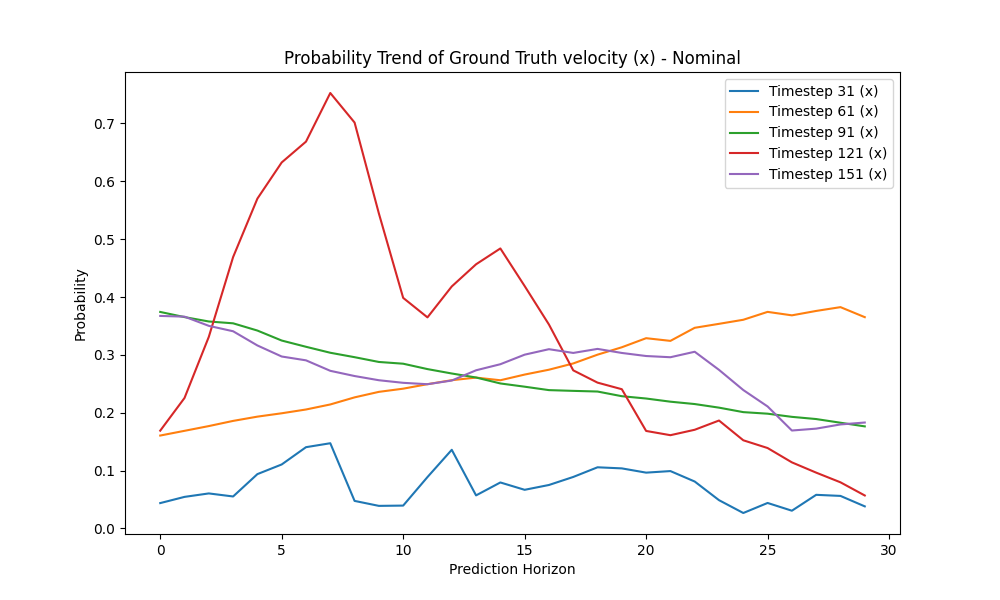 Probability Trend of Ground Truth velocity (x) - Nominal
Timestep 31 (x)
Timestep 61 (x)
Timestep 91 (x)
Timestep 121 (x)
Timestep 151 (x)
Probability
0.7
0.6
0.5
0.4
0.3
0.2
0.1
0.0
0 5 10 15 20 25 30
Prediction Horizon